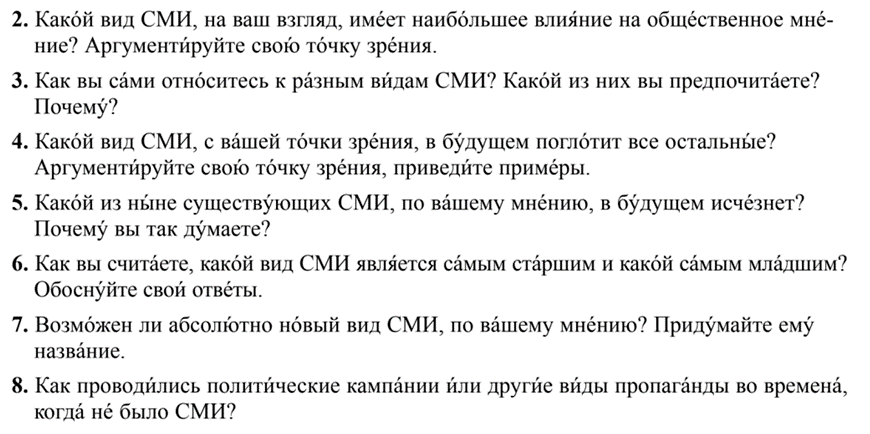 2. Како́й вид СМИ, на ваш взгляд, име́ет наибо́льшее влия́ние на обще́ственное мне́-
ние? Аргументи́руйте свою́ то́чку зре́ния.
3. Как вы са́ми отно́ситесь к ра́зным ви́дам СМИ? Како́й из них вы предпочита́ете?
Почему́?
4. Како́й вид СМИ, с ва́шей то́чки зре́ния, в бу́дущем погло́тит все остальны́е?
Аргументи́руйте свою́ то́чку зре́ния, приведи́те приме́ры.
5. Како́й из ны́не существу́ющих СМИ, по ва́шему мне́нию, в бу́дущем исче́знет?
Почему́ вы так ду́маете?
6. Как вы счита́ете, како́й вид СМИ явля́ется са́мым ста́ршим и како́й са́мым мла́дшим?
Обосну́йте свои́ отве́ты.
7. Возмо́жен ли абсолю́тно но́вый вид СМИ, по ва́шему мне́нию? Приду́майте ему́
назва́ние.
8. Как проводи́лись полити́ческие кампа́нии и́ли други́е ви́ды пропага́нды во времена́,
когда́ не́ было СМИ?